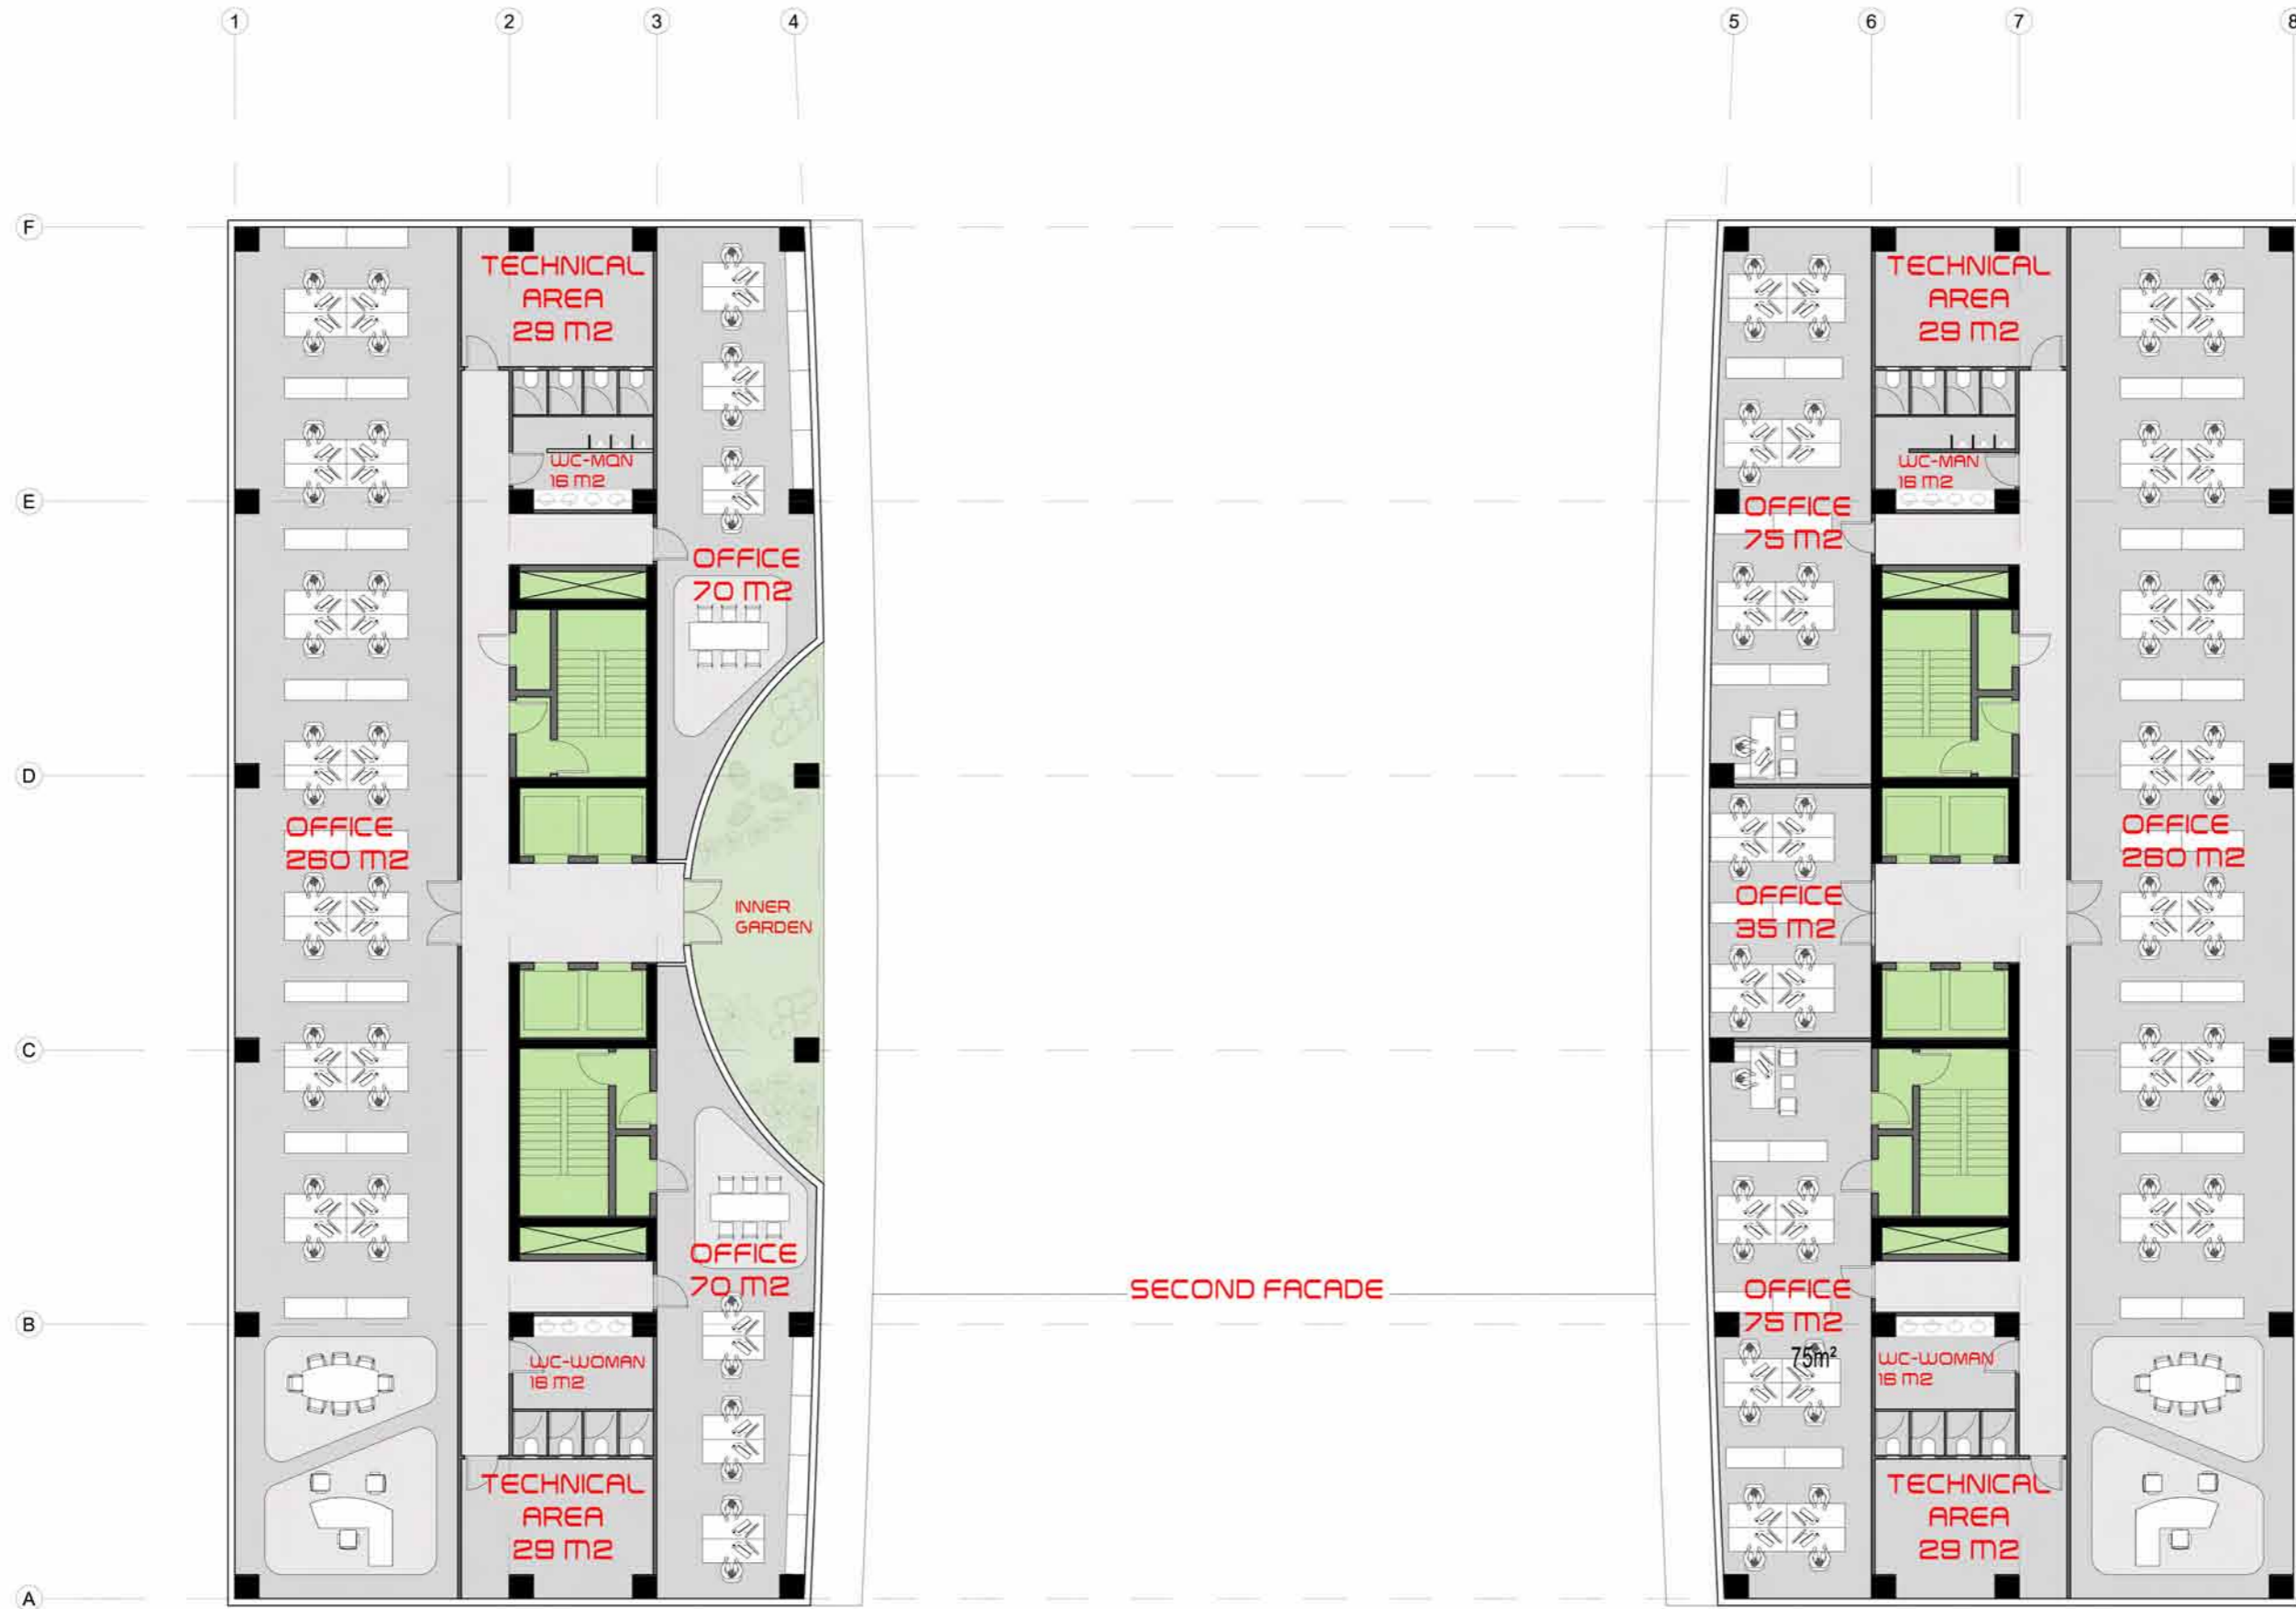 1
2
3
4
5
6
7
8
F
E
D
C
B
A
TECHNICAL
AREA
29 m2
WC-MQN
16 m2
OFFICE
70 m2
OFFICE
260 m2
INNER
GARDEN
OFFICE
70 m2
WC-WOMAN
16 m2
TECHNICAL
AREA
29 m2
SECOND FACADE
TECHNICAL
AREA
29 m2
WC-MAN
16 m2
OFFICE
75 m2
OFFICE
260 m2
OFFICE
35 m2
OFFICE
75 m2
75m²
WC-WOMAN
16 m2
TECHNICAL
AREA
29 m2